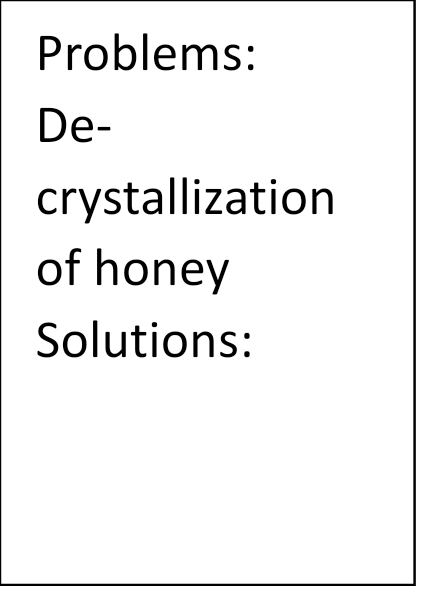 Problems:
De-
crystallization
of honey
Solutions: